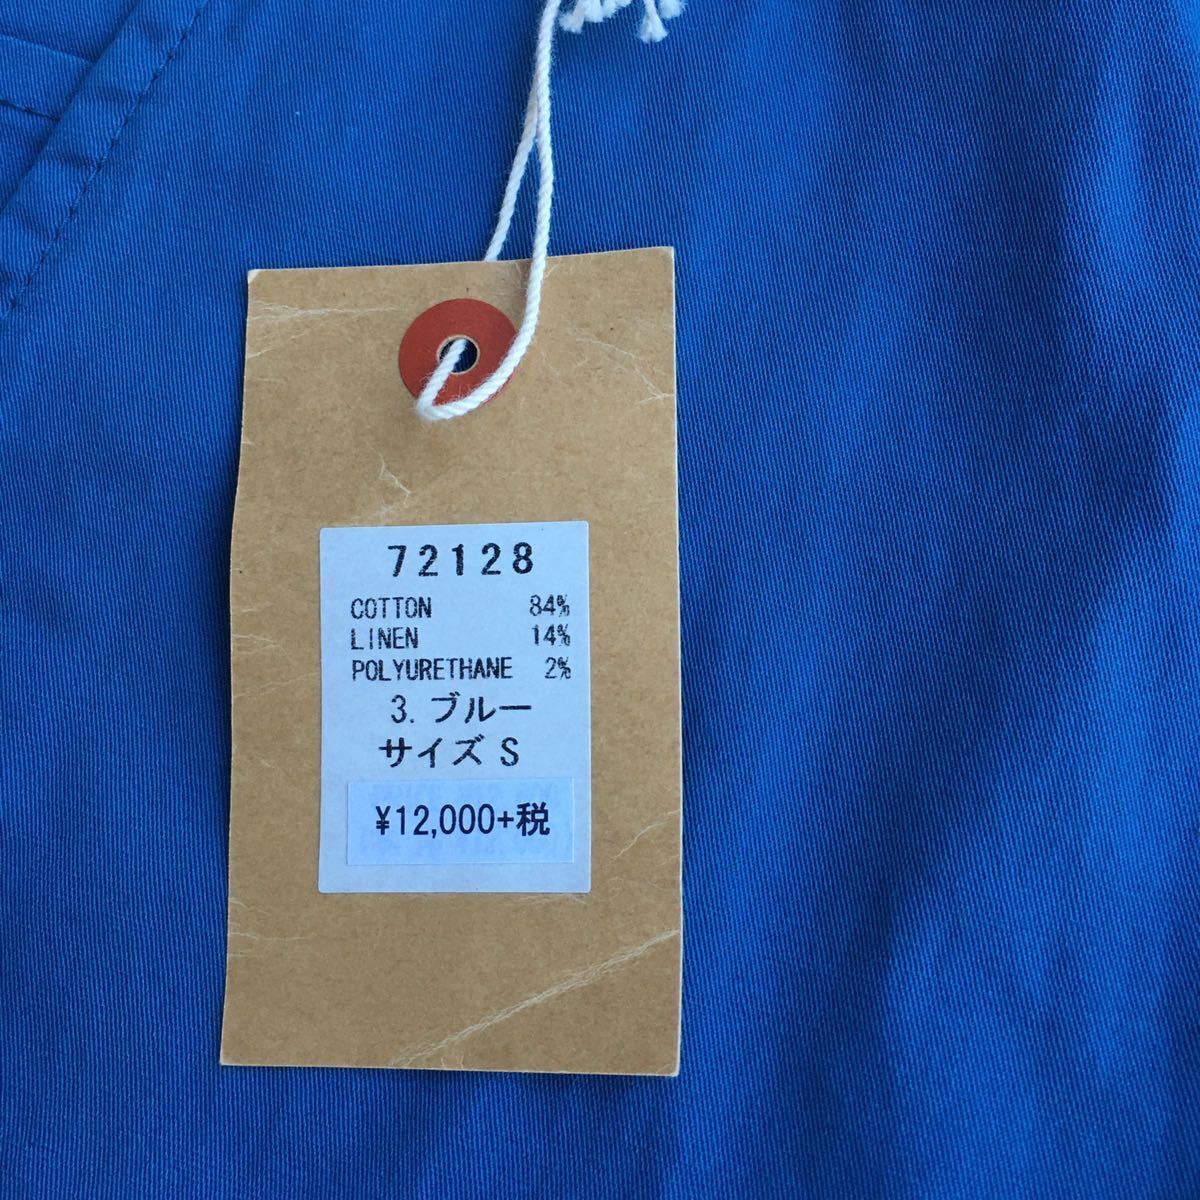 72128
COTTON 84%
LINEN 14%
POLYURETHANE 2%
3. ブルー
サイズ S
¥12,000+税